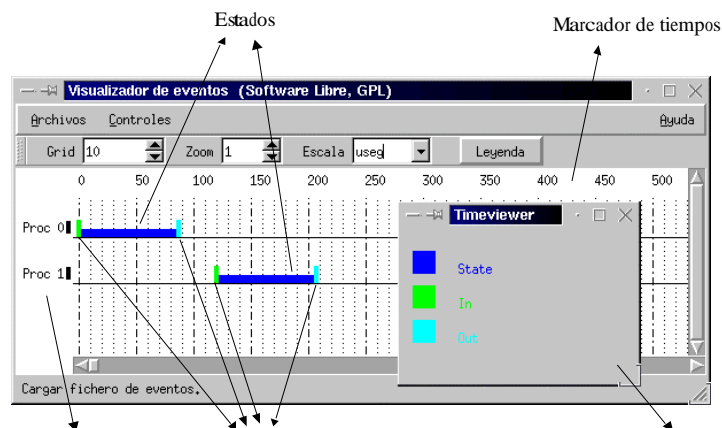 Estados
Marcador de tiempos
Visualizador de eventos (Software Libre, GPL)
Archivos Controles Ayuda
Grid 10 Zoom 1 Escala useg Leyenda
0 50 100 150 200 250 300 350 400 450 500
Proc 0
Timeviewer
Proc 1
State
In
Out
Cargar fichero de eventos.